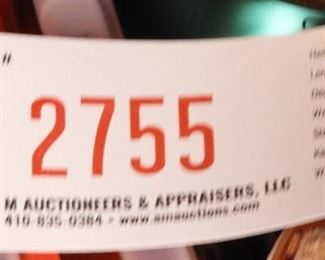 #
2755
M AUCTIONEERS & APPRAISERS, LLC
410-835-0384 - www.amauctions.com